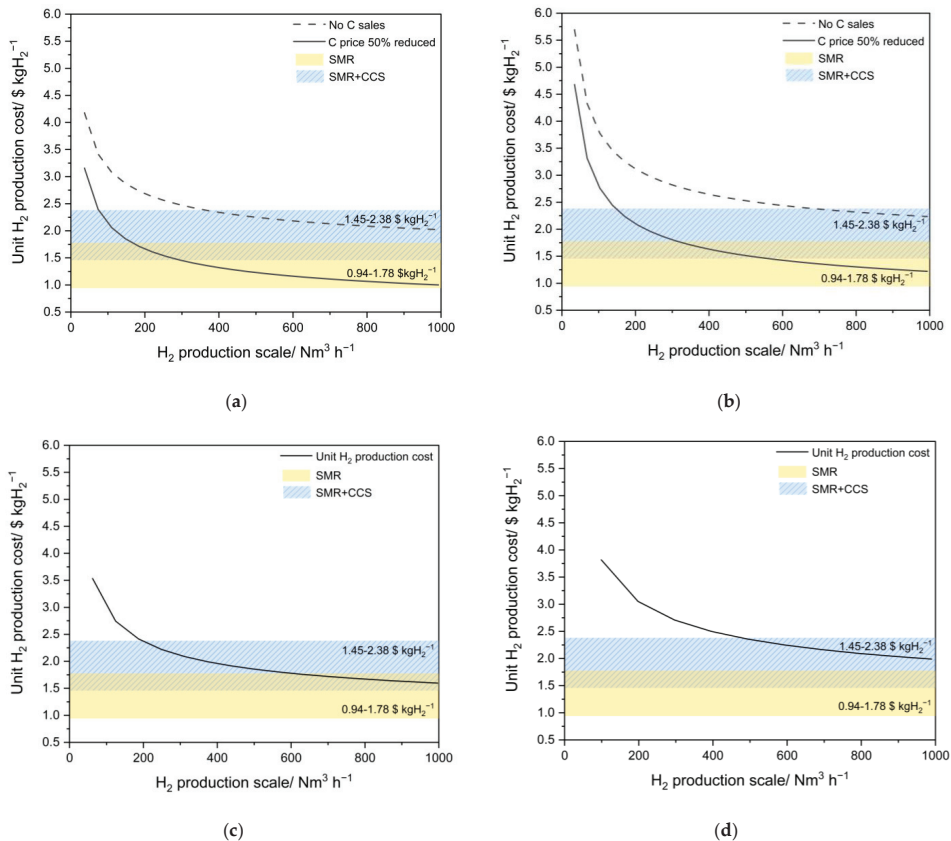 No C sales
C price 50% reduced
SMR
SMR+CCS
Unit H₂ production cost/ $ kgH₂⁻¹
6.0
5.5
5.0
4.5
4.0
3.5
3.0
2.5
2.0
1.5
1.0
0.5
1.45-2.38 $ kgH₂⁻¹
0.94-1.78 $kgH₂⁻¹
0 200 400 600 800 1000
H₂ production scale/ Nm³ h⁻¹
(a)
No C sales
C price 50% reduced
SMR
SMR+CCS
Unit H₂ production cost/ $ kgH₂⁻¹
6.0
5.5
5.0
4.5
4.0
3.5
3.0
2.5
2.0
1.5
1.0
0.5
1.45-2.38 $ kgH₂⁻¹
0.94-1.78 $ kgH₂⁻¹
0 200 400 600 800 1000
H₂ production scale/ Nm³ h⁻¹
(b)
Unit H₂ production cost
SMR
SMR+CCS
Unit H₂ production cost/ $ kgH₂⁻¹
6.0
5.5
5.0
4.5
4.0
3.5
3.0
2.5
2.0
1.5
1.0
0.5
1.45-2.38 $ kgH₂⁻¹
0.94-1.78 $ kgH₂⁻¹
0 200 400 600 800 1000
H₂ production scale/ Nm³ h⁻¹
(c)
Unit H₂ production cost
SMR
SMR+CCS
Unit H₂ production cost/ $ kgH₂⁻¹
6.0
5.5
5.0
4.5
4.0
3.5
3.0
2.5
2.0
1.5
1.0
0.5
1.45-2.38 $ kgH₂⁻¹
0.94-1.78 $ kgH₂⁻¹
0 200 400 600 800 1000
H₂ production scale/ Nm³ h⁻¹
(d)